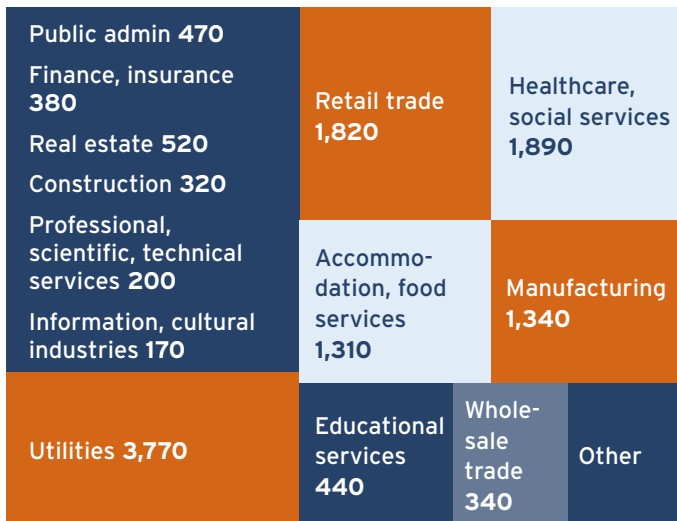 Public admin 470
Finance, insurance
380
Real estate 520
Construction 320
Professional,
scientific, technical
services 200
Information, cultural
industries 170
Utilities 3,770
Retail trade
1,820
Healthcare,
social services
1,890
Accommo-
dation, food
services
1,310
Manufacturing
1,340
Educational
services
440
Whole-
sale
trade
340
Other